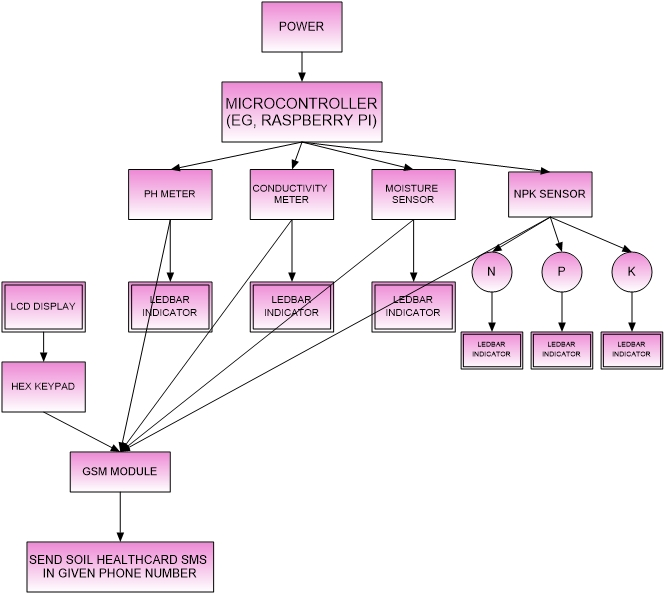 POWER
MICROCONTROLLER
(EG, RASPBERRY PI)
PH METER
CONDUCTIVITY
METER
MOISTURE
SENSOR
NPK SENSOR
N
P
K
LCD DISPLAY
LEDBAR
INDICATOR
LEDBAR
INDICATOR
LEDBAR
INDICATOR
LEDBAR
INDICATOR
LEDBAR
INDICATOR
LEDBAR
INDICATOR
HEX KEYPAD
GSM MODULE
SEND SOIL HEALTHCARD SMS
IN GIVEN PHONE NUMBER